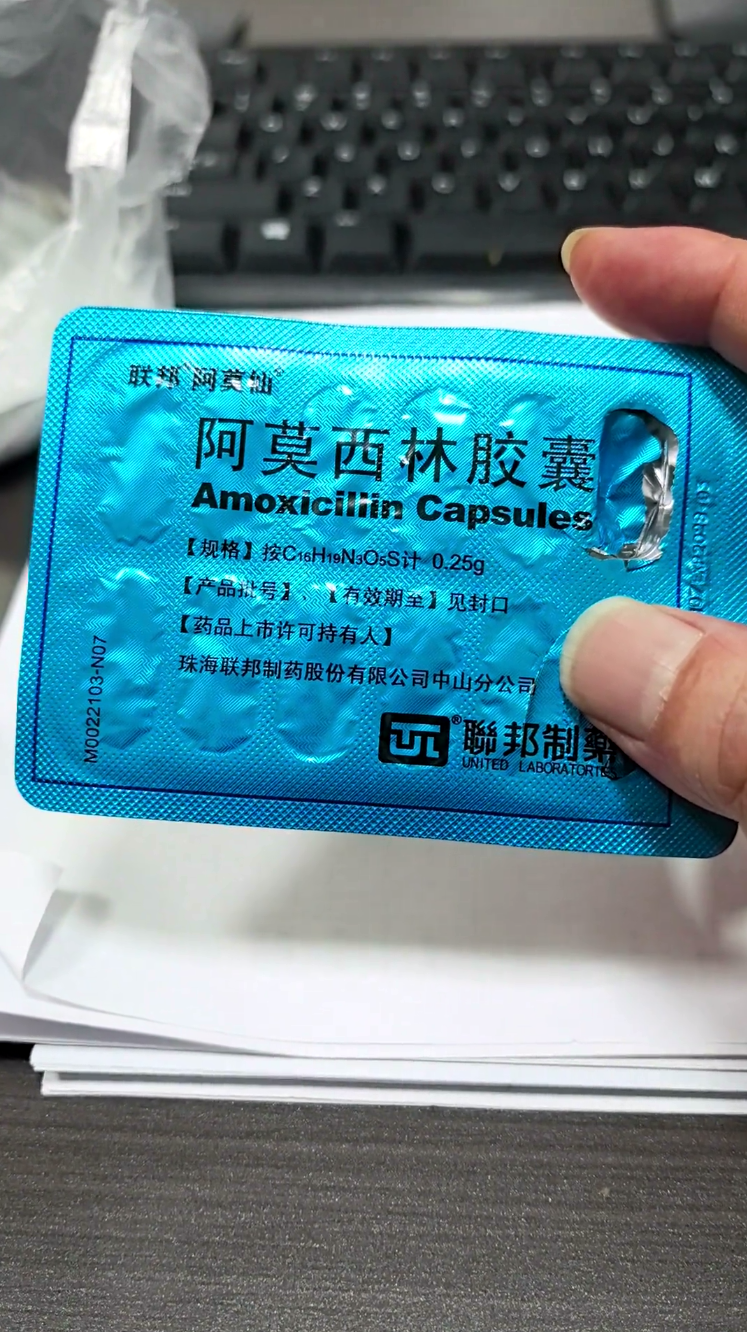 联邦®阿莫仙®
阿莫西林胶囊
Amoxicillin Capsules
【规格】按C₁₆H₁₉N₃O₅S计 0.25g
【产品批号】、【有效期至】见封口
【药品上市许可持有人】
珠海联邦制药股份有限公司中山分公司
®聯邦制藥
UNITED LABORATORIES
M0022103-N07